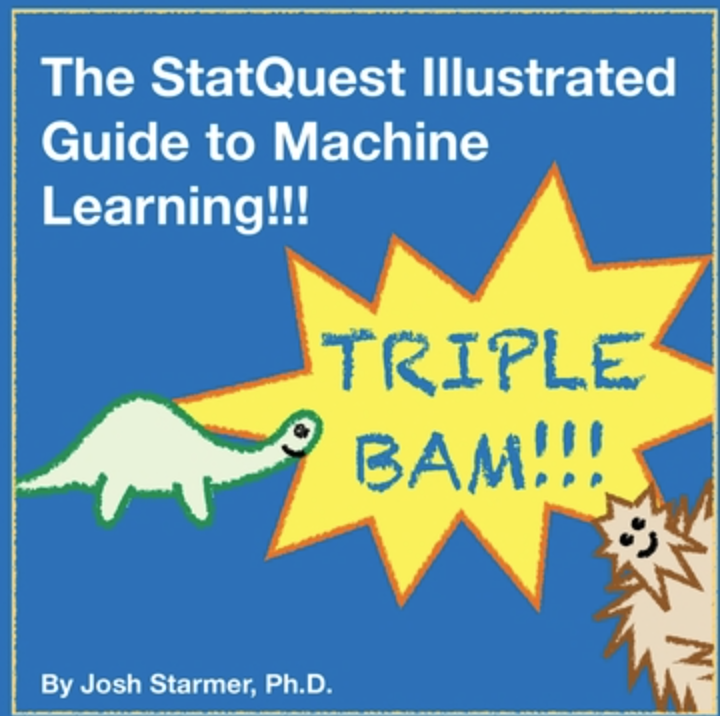 The StatQuest Illustrated
Guide to Machine
Learning!!!
TRIPLE
BAM!!!
By Josh Starmer, Ph.D.